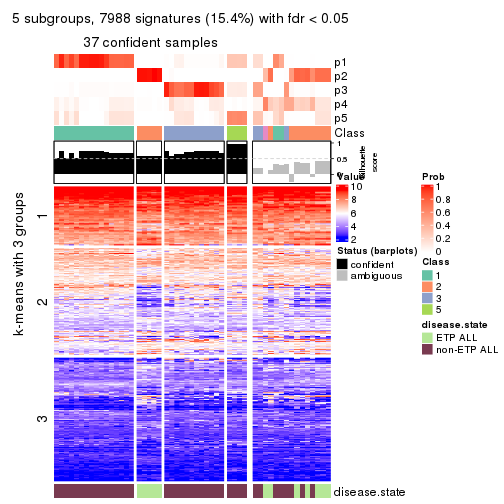 5 subgroups, 7988 signatures (15.4%) with fdr < 0.05
37 confident samples
p1
p2
p3
p4
p5
Class
1
0.5
0
Silhouette
score
k-means with 3 groups
1
2
3
Value
10
8
6
4
2
Status (barplots)
confident
ambiguous
Prob
1
0.8
0.6
0.4
0.2
0
Class
1
2
3
5
disease.state
ETP ALL
non-ETP ALL
disease.state